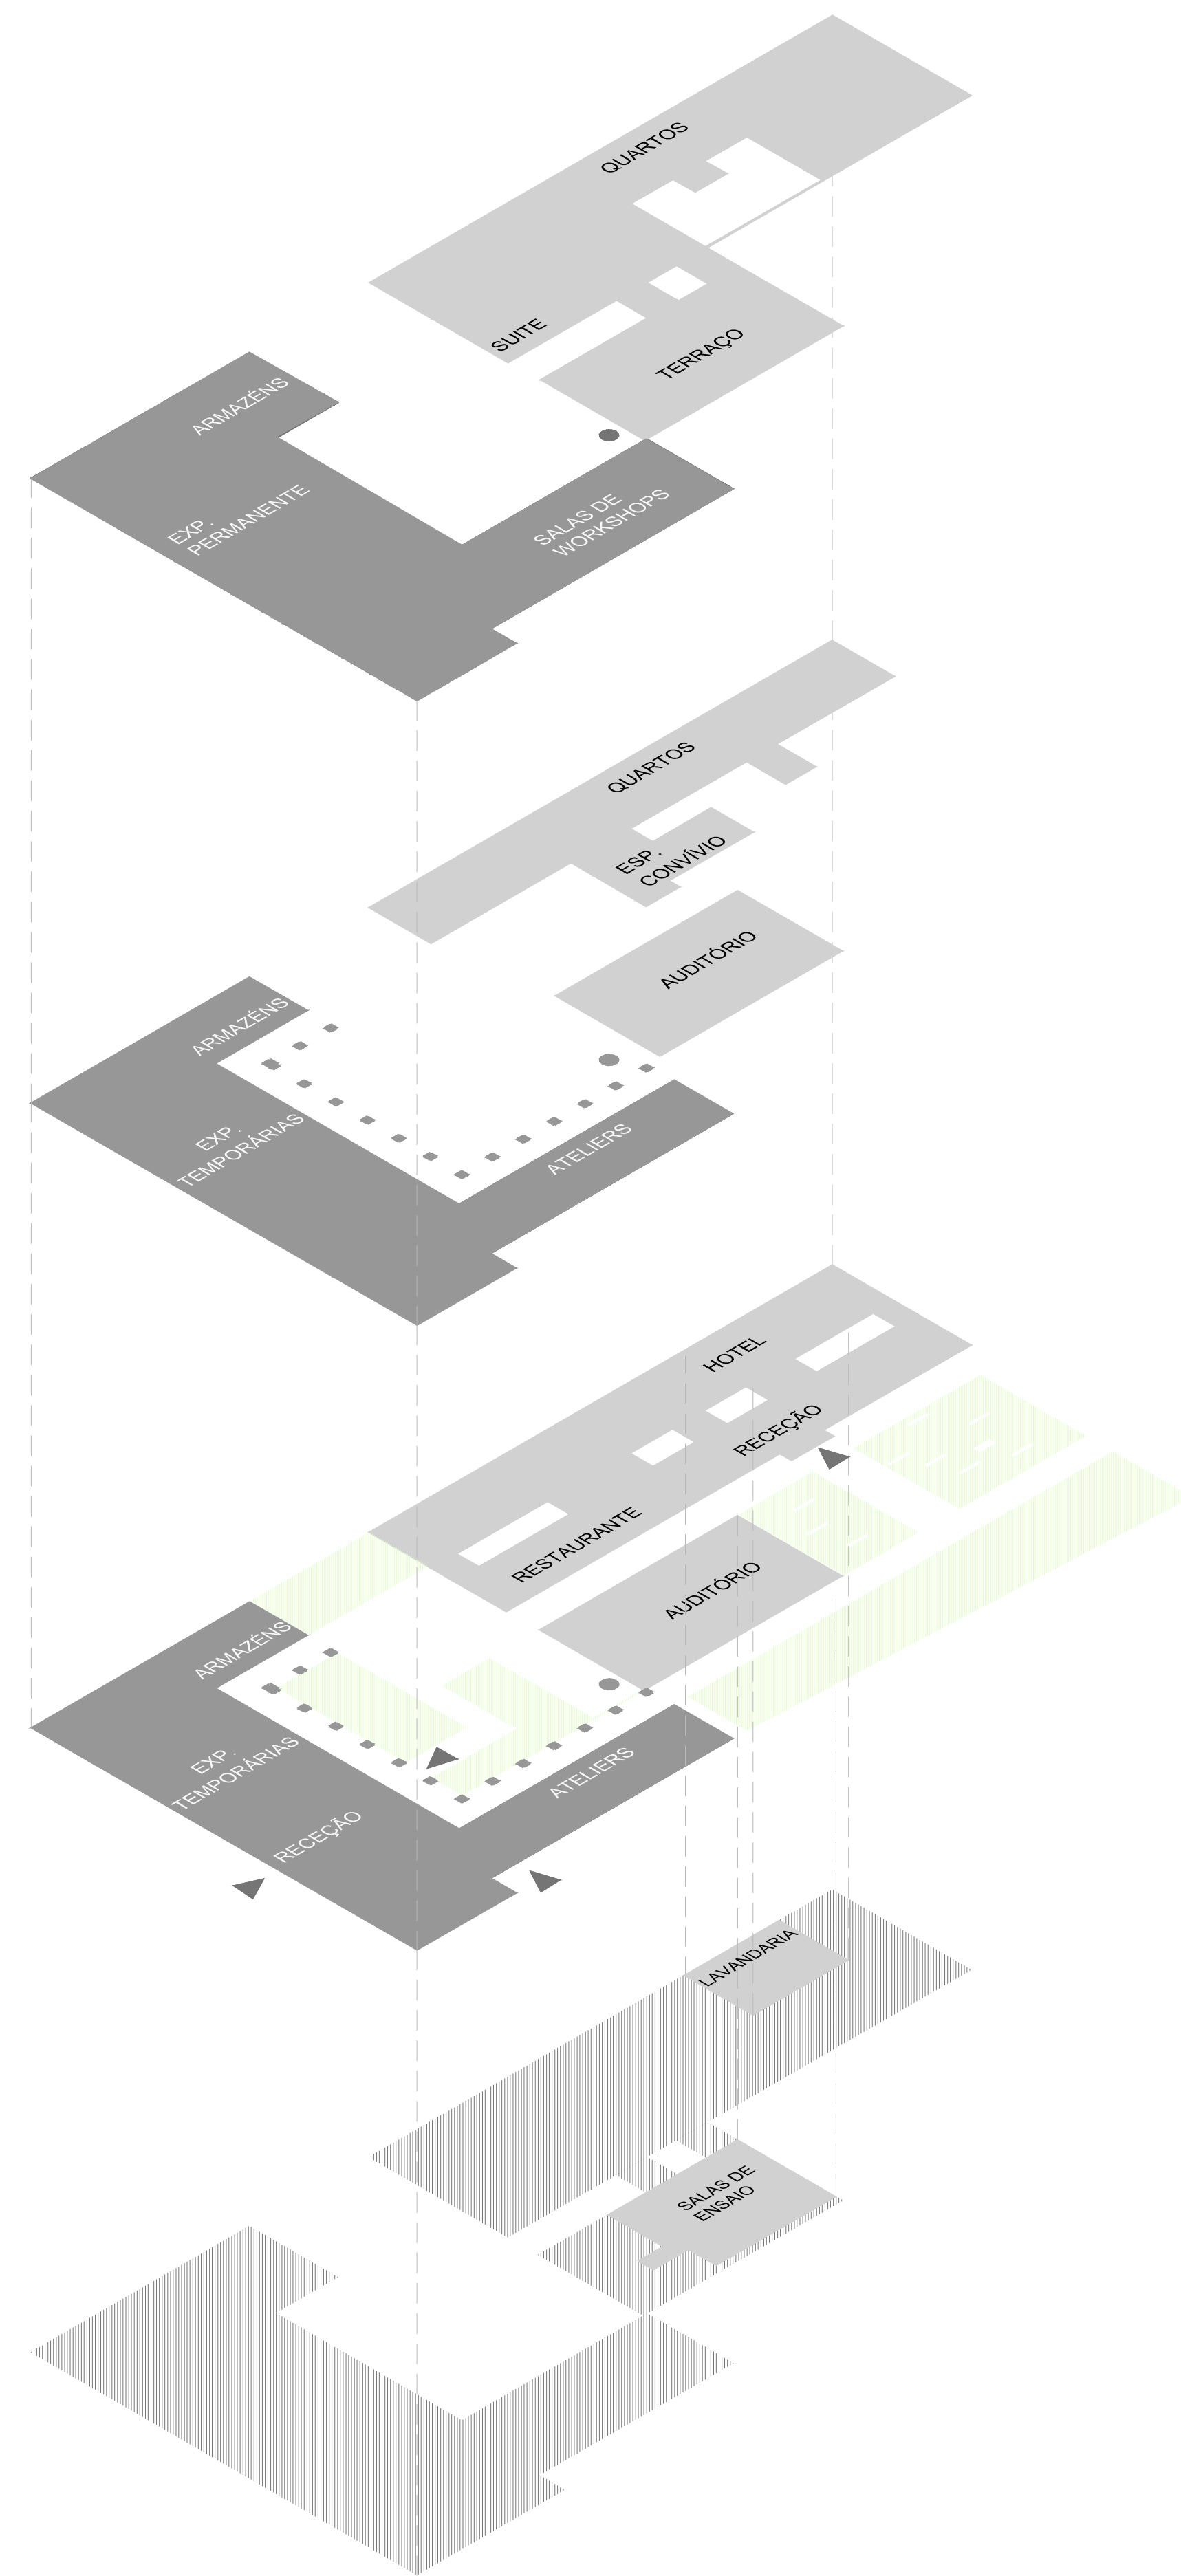 QUARTOS
SUITE
TERRAÇO
ARMAZÉNS
EXP.
PERMANENTE
SALAS DE
WORKSHOPS
QUARTOS
ESP.
CONVÍVIO
AUDITÓRIO
ARMAZÉNS
EXP.
TEMPORÁRIAS
ATELIERS
HOTEL
RECEÇÃO
RESTAURANTE
AUDITÓRIO
ARMAZÉNS
EXP.
TEMPORÁRIAS
ATELIERS
RECEÇÃO
LAVANDARIA
SALAS DE
ENSAIO